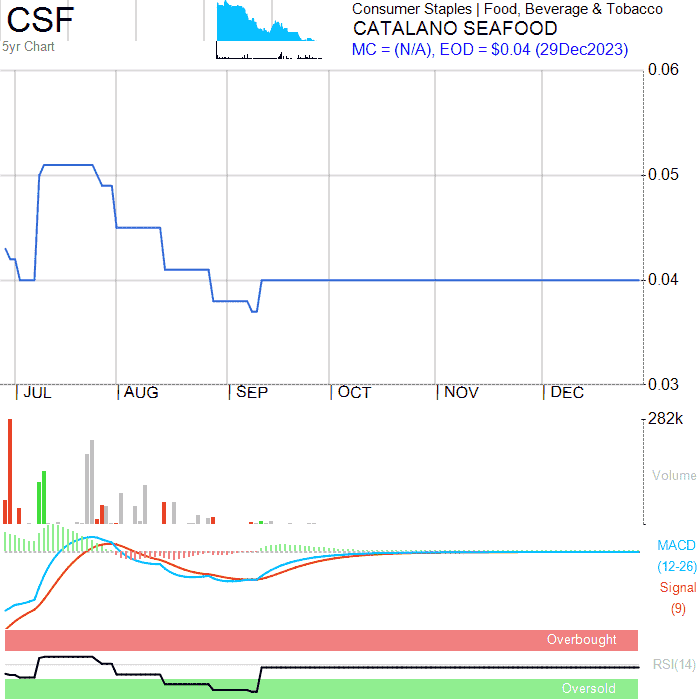 CSF
5yr Chart
Consumer Staples | Food, Beverage & Tobacco
CATALANO SEAFOOD
MC = (N/A), EOD = $0.04 (29Dec2023)
0.06
0.05
0.04
0.03
JUL AUG SEP OCT NOV DEC
282k
Volume
MACD
(12-26)
Signal
(9)
Overbought
RSI(14)
Oversold